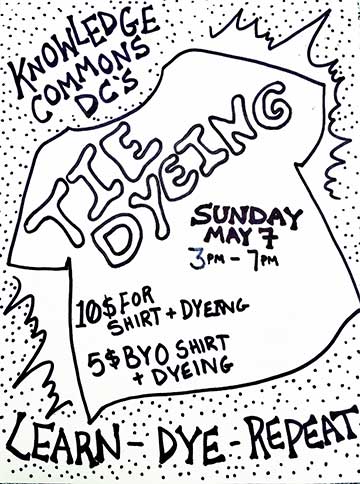 KNOWLEDGE
COMMONS
DC'S
TIE
DYEING
SUNDAY
MAY 7
3PM - 7PM
10$ FOR
SHIRT + DYEING
5$ BYO SHIRT
+ DYEING
LEARN - DYE - REPEAT